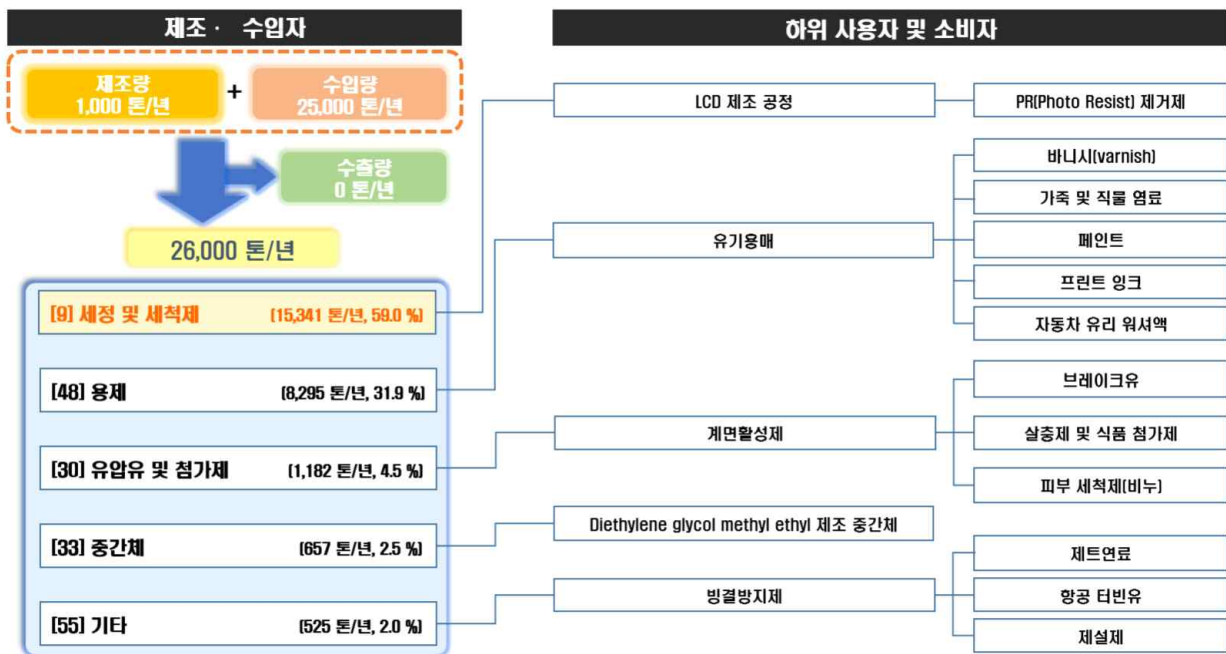 제조 · 수입자
하위 사용자 및 소비자
제조량
1,000 톤/년
+
수입량
25,000 톤/년
수출량
0 톤/년
26,000 톤/년
[9] 세정 및 세척제 (15,341 톤/년, 59.0 %)
[48] 용제 (8,295 톤/년, 31.9 %)
[30] 유압유 및 첨가제 (1,182 톤/년, 4.5 %)
[33] 중간체 (657 톤/년, 2.5 %)
[55] 기타 (525 톤/년, 2.0 %)
LCD 제조 공정
PR(Photo Resist) 제거제
유기용매
바니시(varnish)
가죽 및 직물 염료
페인트
프린트 잉크
자동차 유리 워셔액
계면활성제
브레이크유
살충제 및 식품 첨가제
피부 세척제(비누)
Diethylene glycol methyl ethyl 제조 중간체
빙결방지제
제트연료
항공 터빈유
제설제